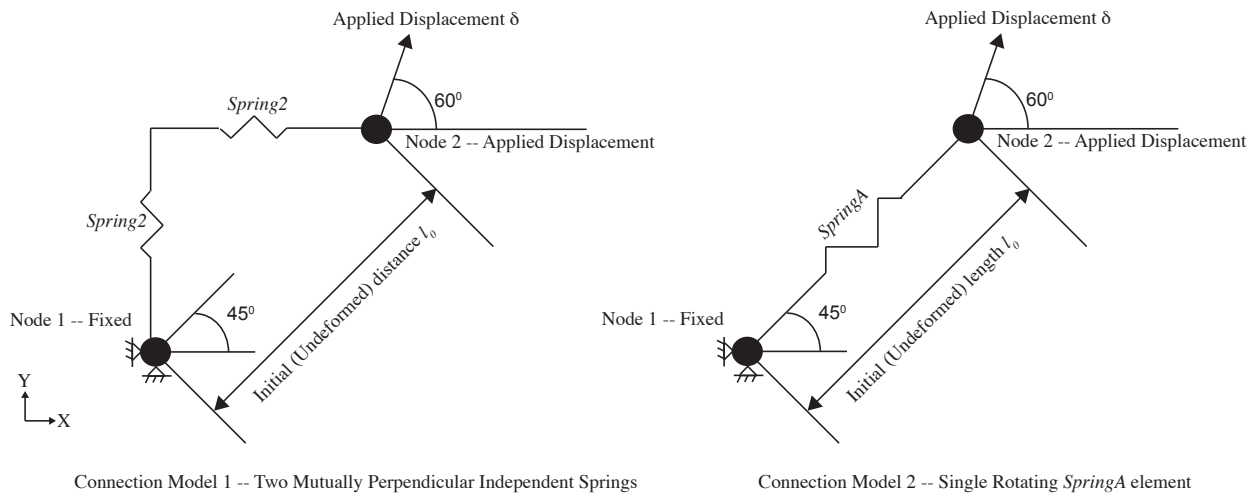 Applied Displacement δ
60⁰
Spring2
Node 2 -- Applied Displacement
Spring2
Initial (Undeformed) distance l₀
45⁰
Node 1 -- Fixed
Y
X
Connection Model 1 -- Two Mutually Perpendicular Independent Springs
Applied Displacement δ
60⁰
Node 2 -- Applied Displacement
SpringA
Initial (Undeformed) length l₀
45⁰
Node 1 -- Fixed
Connection Model 2 -- Single Rotating SpringA element